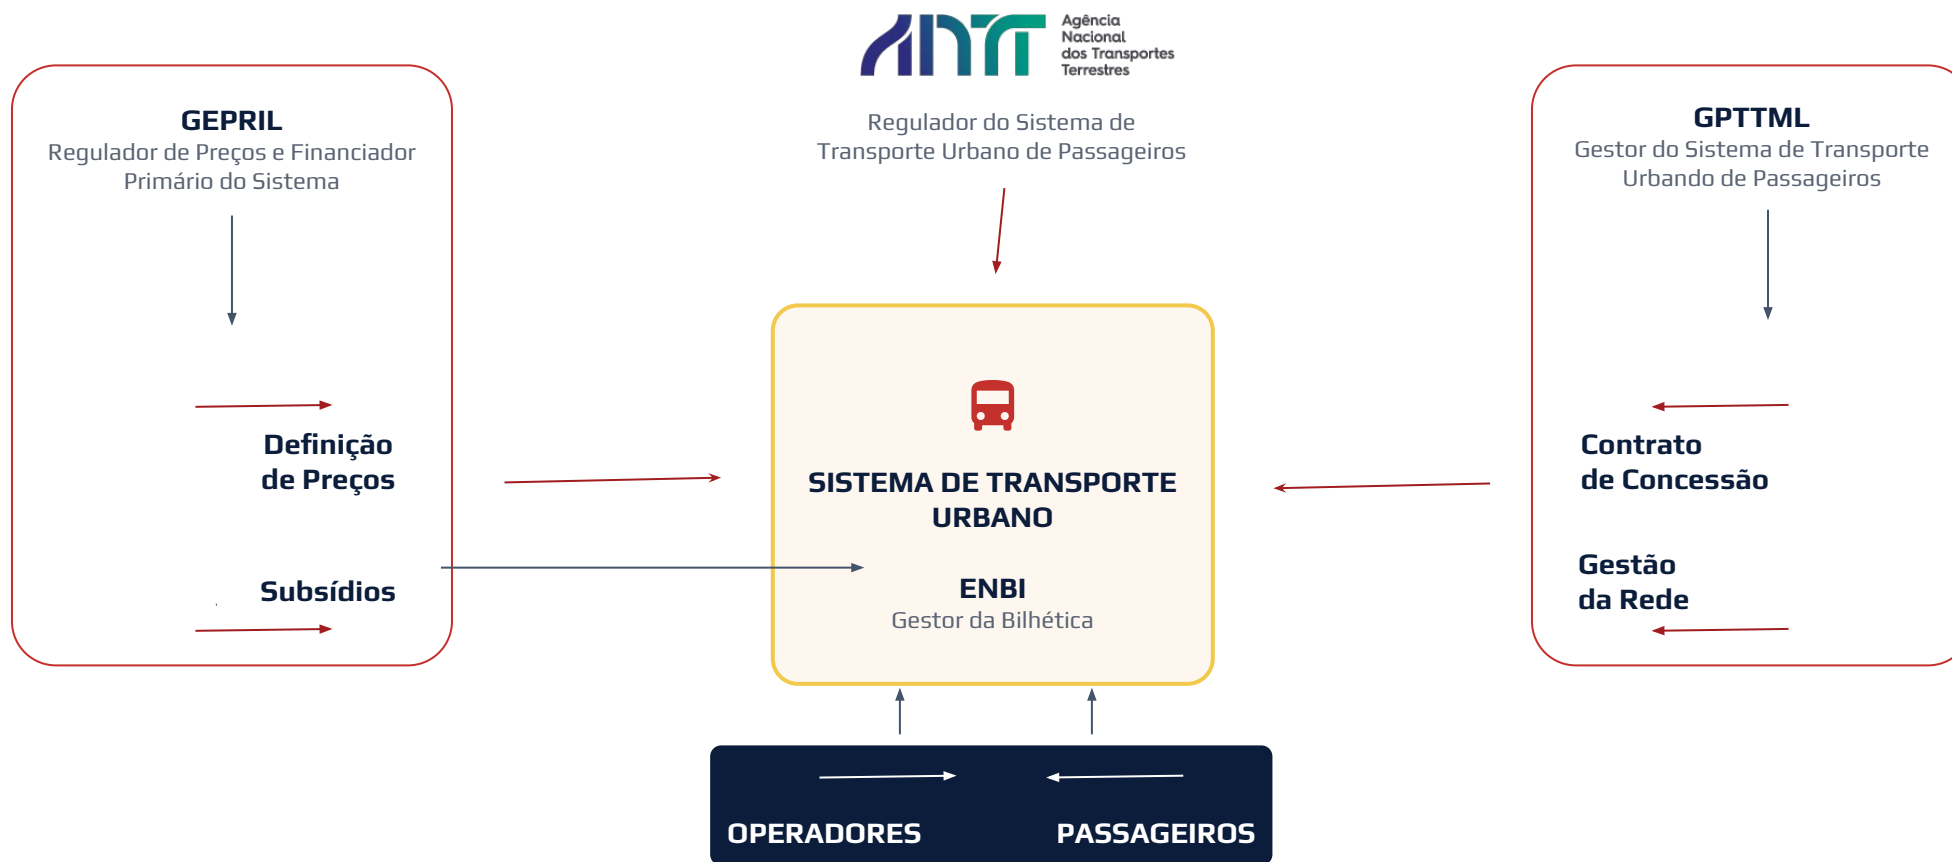 ANTT
Agência
Nacional
dos Transportes
Terrestres
Regulador do Sistema de
Transporte Urbano de Passageiros
GEPRIL
Regulador de Preços e Financiador
Primário do Sistema
Definição
de Preços
Subsídios
SISTEMA DE TRANSPORTE
URBANO
ENBI
Gestor da Bilhética
GPTTML
Gestor do Sistema de Transporte
Urbando de Passageiros
Contrato
de Concessão
Gestão
da Rede
OPERADORES
PASSAGEIROS